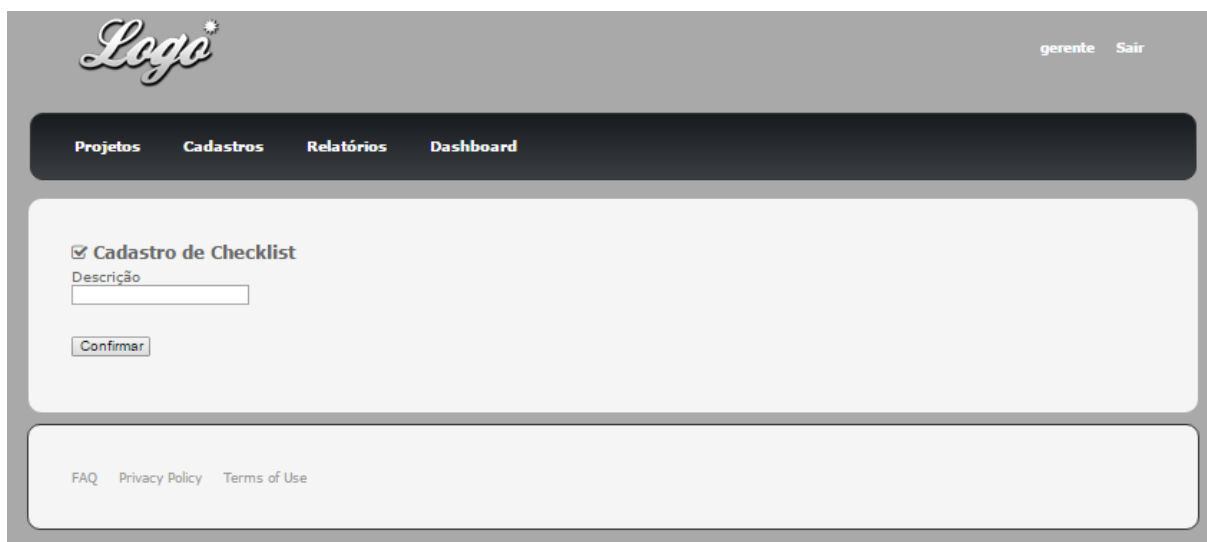 Logo
gerente Sair
Projetos Cadastros Relatórios Dashboard
Cadastro de Checklist
Descrição
Confirmar
FAQ Privacy Policy Terms of Use